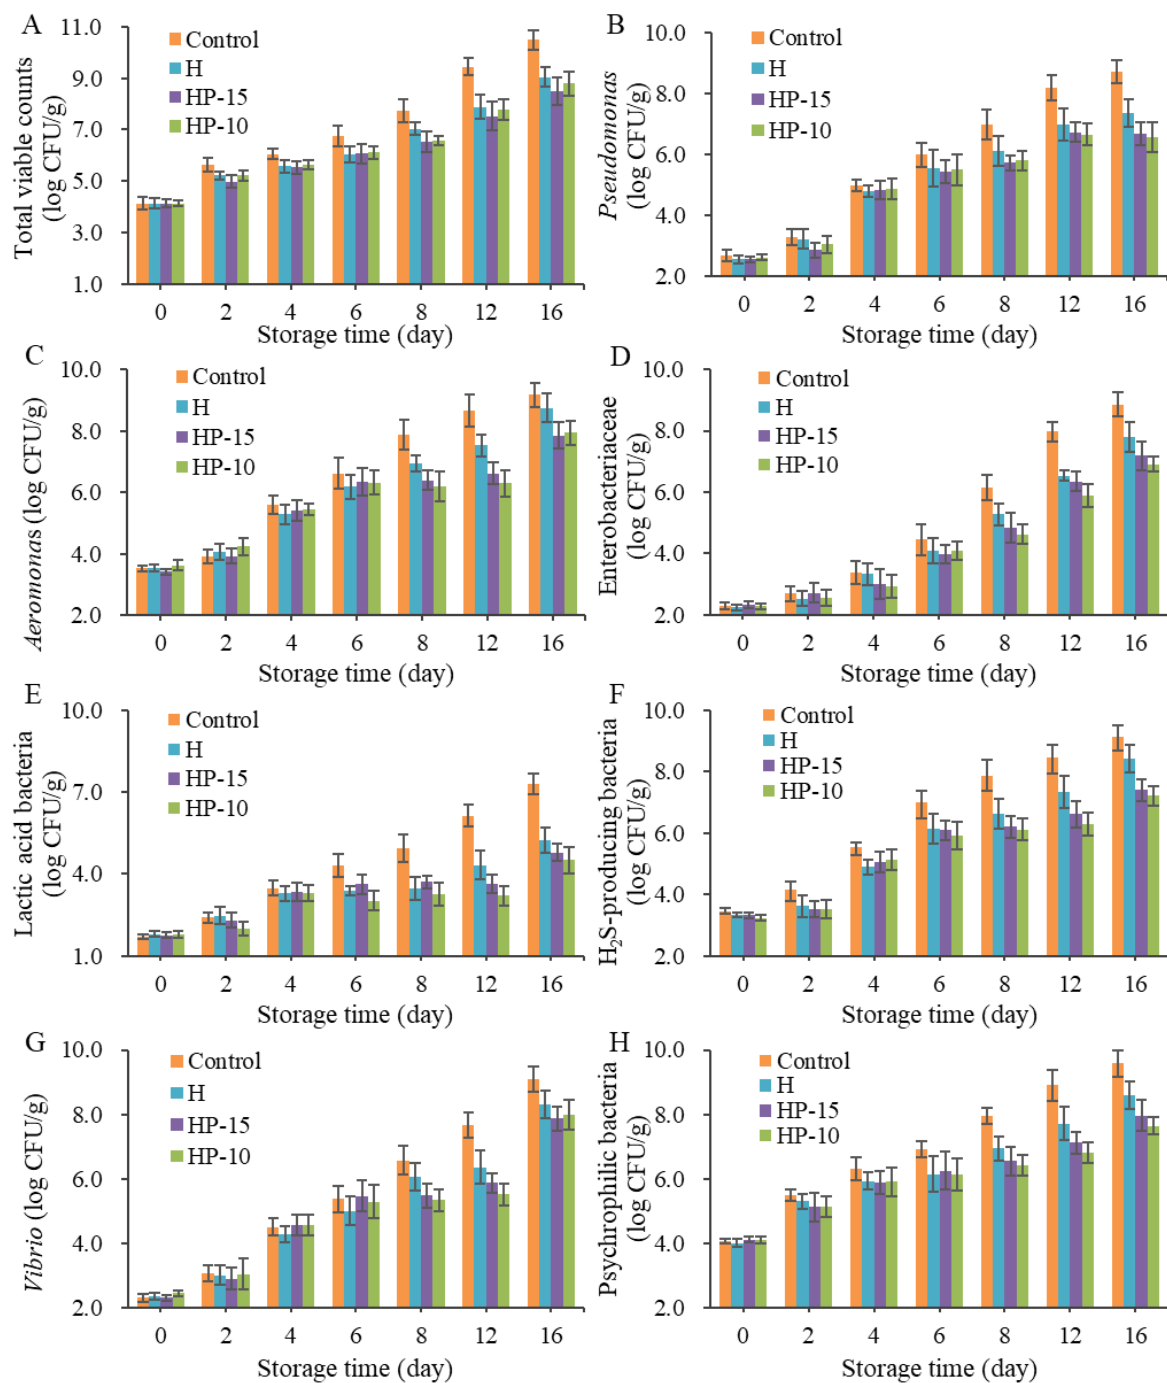 A
Total viable counts
(log CFU/g)
11.0
9.0
7.0
5.0
3.0
1.0
Control
H
HP-15
HP-10
0 2 4 6 8 12 16
Storage time (day)
B
Pseudomonas
(log CFU/g)
10.0
8.0
6.0
4.0
2.0
Control
H
HP-15
HP-10
0 2 4 6 8 12 16
Storage time (day)
C
Aeromonas (log CFU/g)
10.0
8.0
6.0
4.0
2.0
Control
H
HP-15
HP-10
0 2 4 6 8 12 16
Storage time (day)
D
Enterobacteriaceae
(log CFU/g)
10.0
8.0
6.0
4.0
2.0
Control
H
HP-15
HP-10
0 2 4 6 8 12 16
Storage time (day)
E
Lactic acid bacteria
(log CFU/g)
10.0
7.0
4.0
1.0
Control
H
HP-15
HP-10
0 2 4 6 8 12 16
Storage time (day)
F
H₂S-producing bacteria
(log CFU/g)
10.0
8.0
6.0
4.0
2.0
Control
H
HP-15
HP-10
0 2 4 6 8 12 16
Storage time (day)
G
Vibrio (log CFU/g)
10.0
8.0
6.0
4.0
2.0
Control
H
HP-15
HP-10
0 2 4 6 8 12 16
Storage time (day)
H
Psychrophilic bacteria
(log CFU/g)
10.0
8.0
6.0
4.0
2.0
Control
H
HP-15
HP-10
0 2 4 6 8 12 16
Storage time (day)